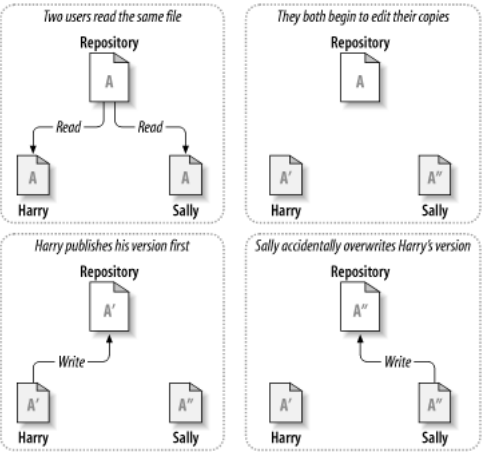 Two users read the same file
Repository
A
Read
Read
A
A
Harry
Sally
They both begin to edit their copies
Repository
A
A'
A"
Harry
Sally
Harry publishes his version first
Repository
A'
Write
A'
A"
Harry
Sally
Sally accidentally overwrites Harry's version
Repository
A"
Write
A'
A"
Harry
Sally